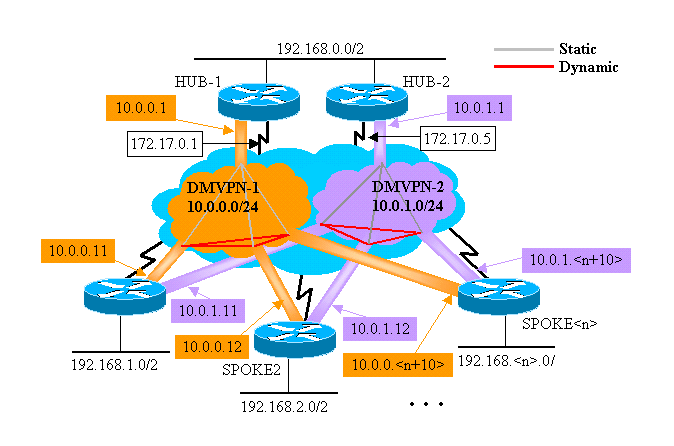 192.168.0.0/2
Static
Dynamic
HUB-1
HUB-2
10.0.0.1
10.0.1.1
172.17.0.1
172.17.0.5
DMVPN-1
10.0.0.0/24
DMVPN-2
10.0.1.0/24
10.0.0.11
10.0.1.<n+10>
10.0.1.11
10.0.0.12
10.0.1.12
10.0.0.<n+10>
SPOKE<n>
192.168.1.0/2
SPOKE2
192.168.<n>.0/
192.168.2.0/2
. . .